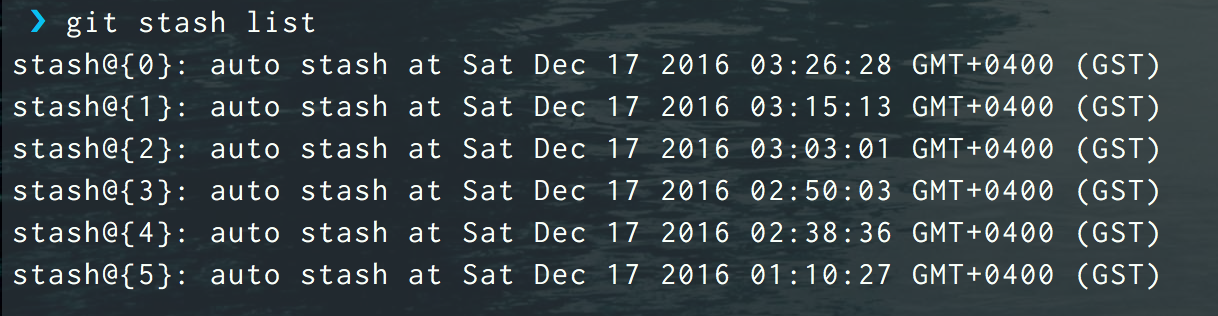 ❯ git stash list
stash@{0}: auto stash at Sat Dec 17 2016 03:26:28 GMT+0400 (GST)
stash@{1}: auto stash at Sat Dec 17 2016 03:15:13 GMT+0400 (GST)
stash@{2}: auto stash at Sat Dec 17 2016 03:03:01 GMT+0400 (GST)
stash@{3}: auto stash at Sat Dec 17 2016 02:50:03 GMT+0400 (GST)
stash@{4}: auto stash at Sat Dec 17 2016 02:38:36 GMT+0400 (GST)
stash@{5}: auto stash at Sat Dec 17 2016 01:10:27 GMT+0400 (GST)